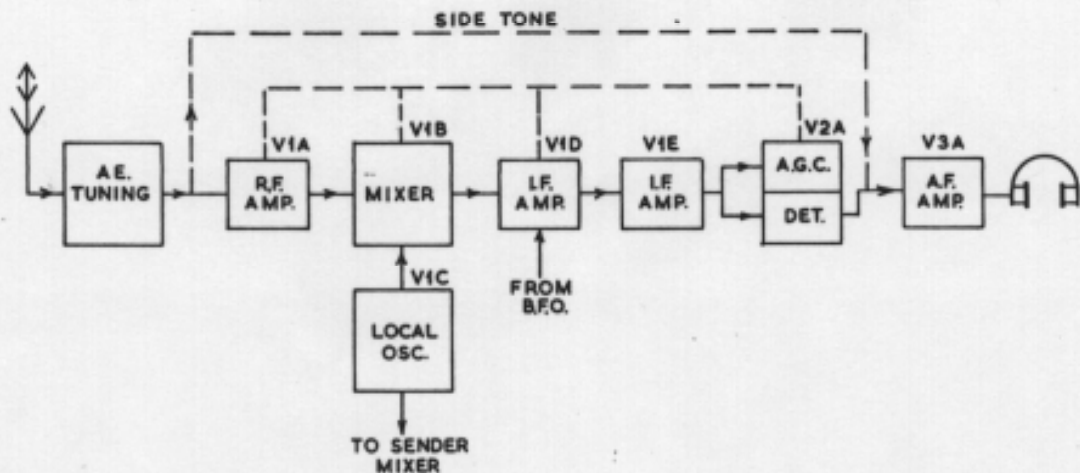 SIDE TONE
A.E.
TUNING
V1A
R.F.
AMP.
V1B
MIXER
V1C
LOCAL
OSC.
TO SENDER
MIXER
V1D
I.F.
AMP.
FROM
B.F.O.
V1E
I.F.
AMP.
V2A
A.G.C.
DET.
V3A
A.F.
AMP.